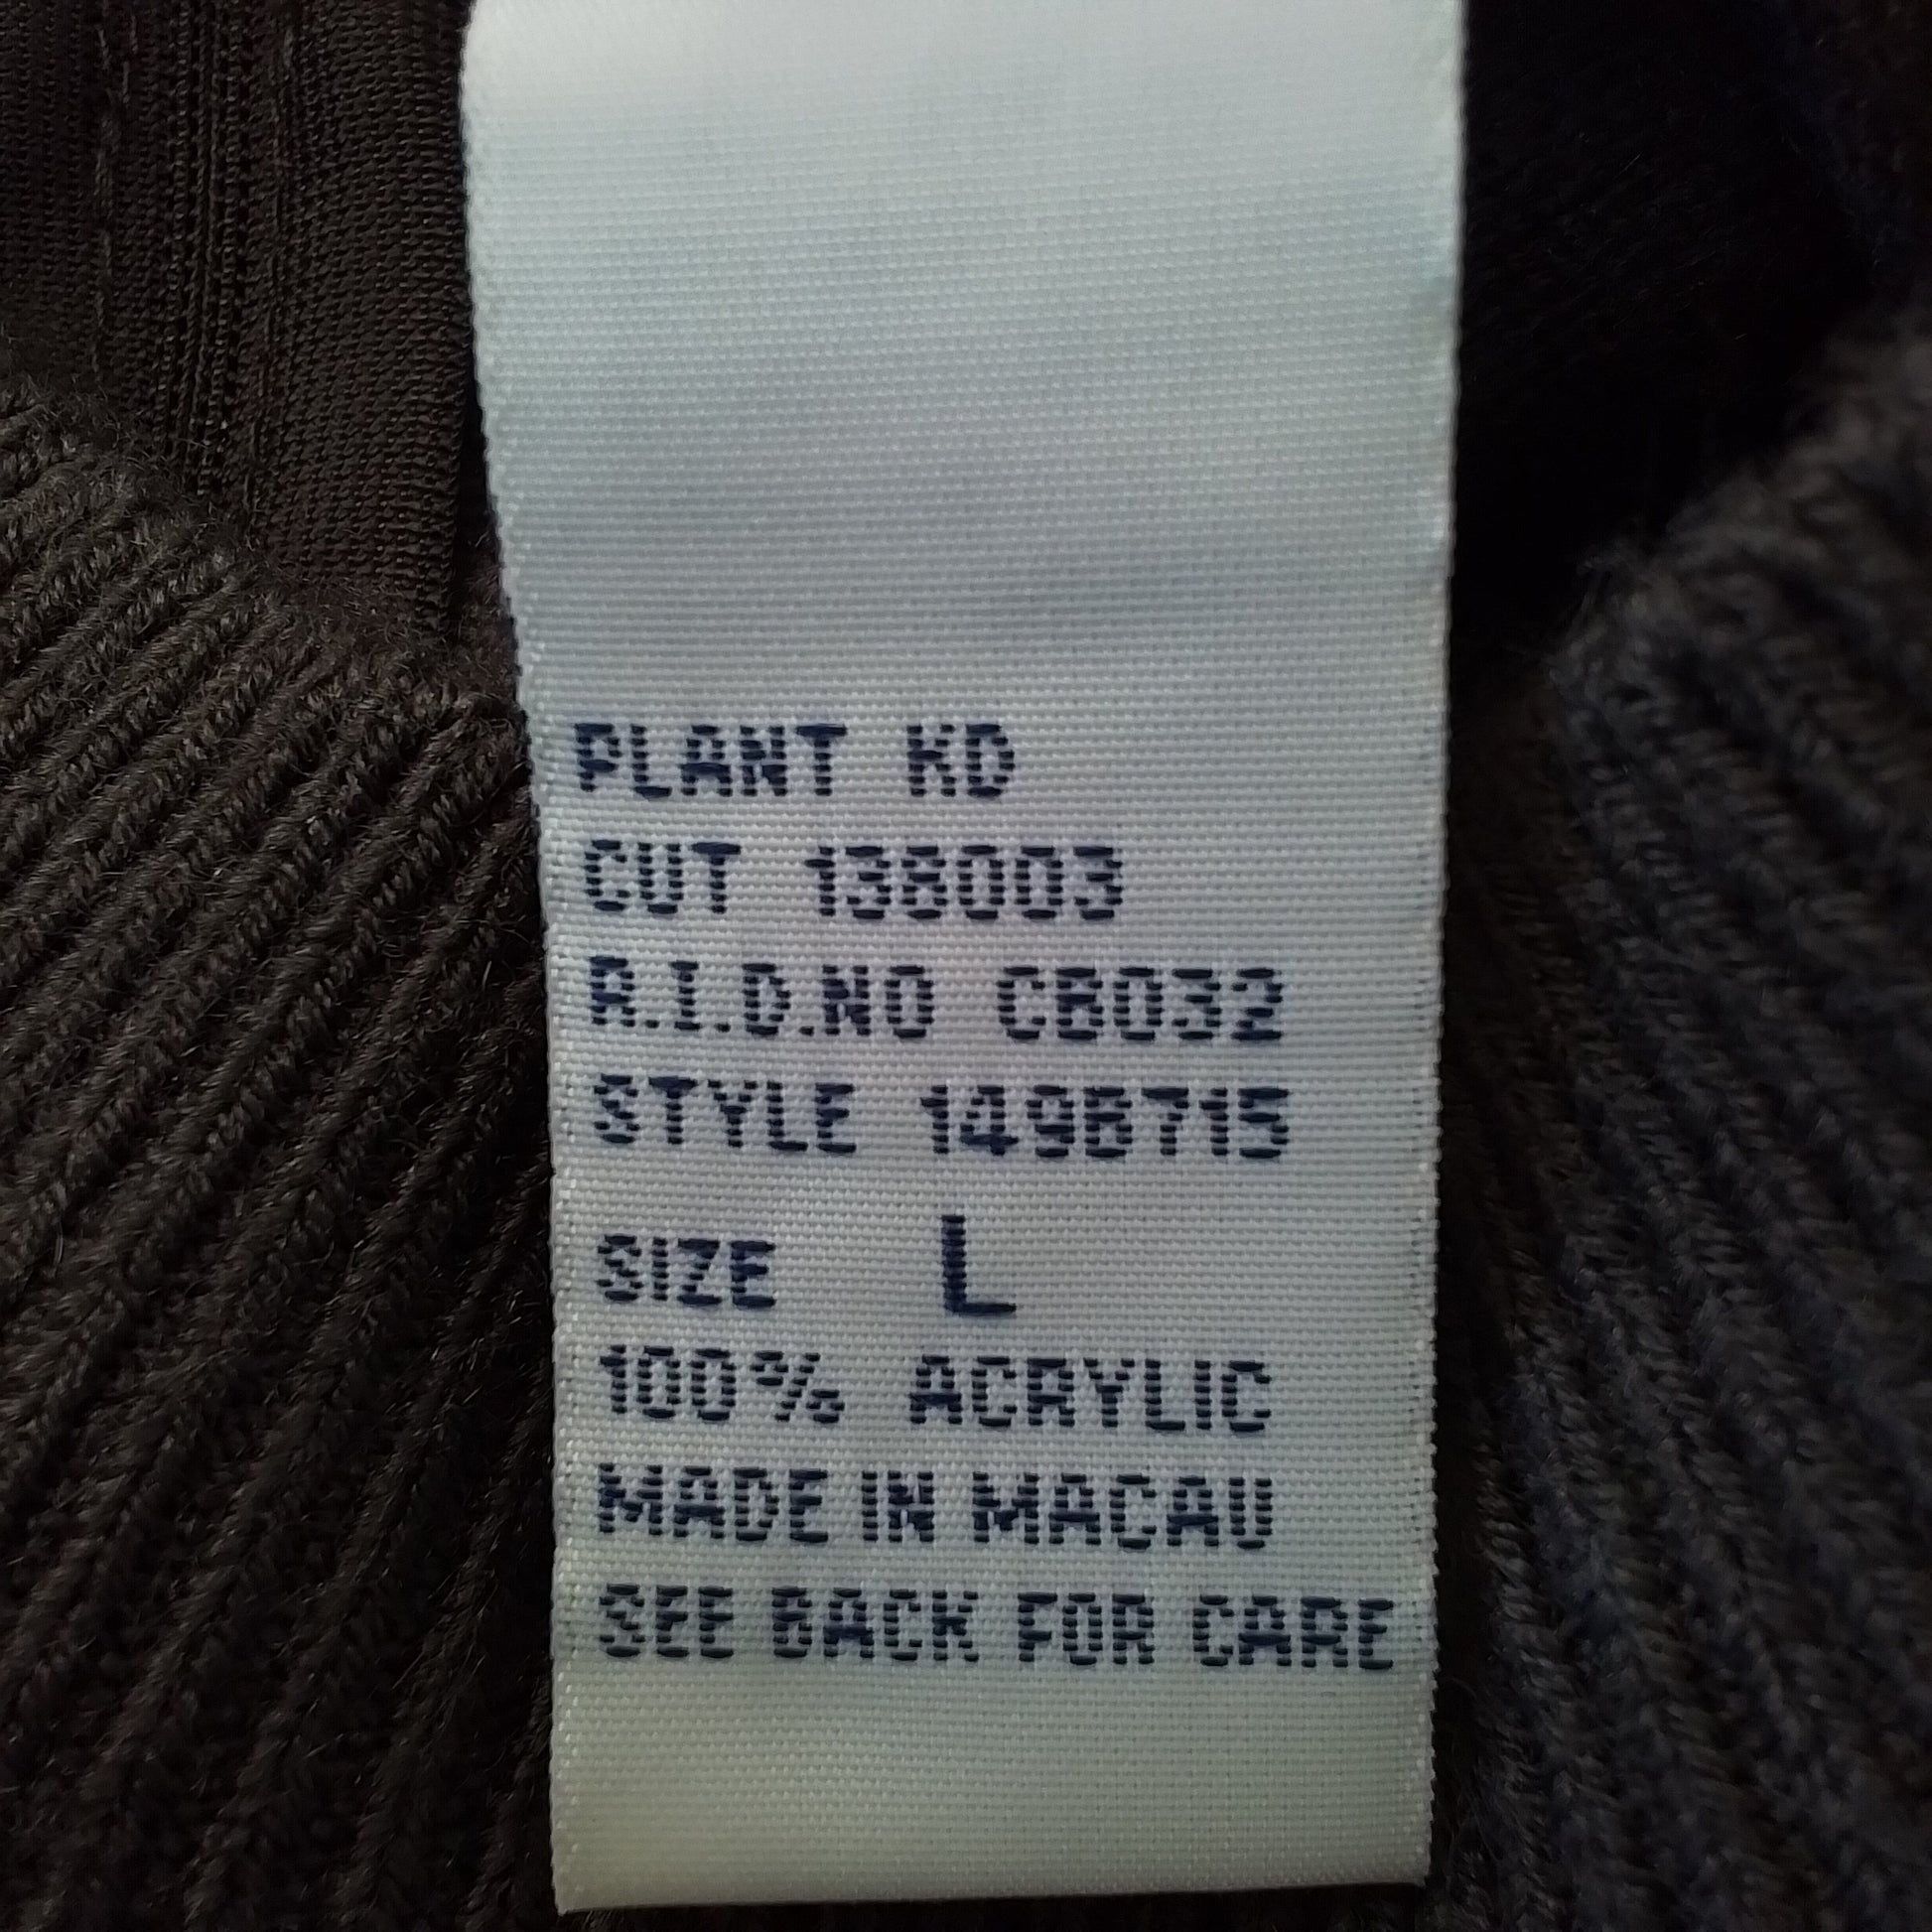 PLANT KD
CUT 138003
R.I.D.NO CB032
STYLE 149B715
SIZE L
100% ACRYLIC
MADE IN MACAU
SEE BACK FOR CARE